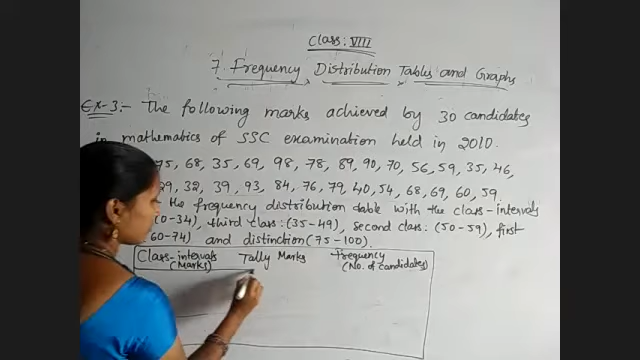 Class: VIII
7. Frequency Distribution Tables and Graphs
Ex-3:- The following marks achieved by 30 candidates
in mathematics of SSC examination held in 2010.
75, 68, 35, 69, 98, 78, 89, 90, 70, 56, 59, 35, 46,
29, 32, 39, 93, 84, 76, 79, 40, 54, 68, 69, 60, 59.
the frequency distribution table with the class-intervals
0-34), third class: (35-49), second class: (50-59), first
60-74) and distinction (75-100).
Class-intervals (Marks) Tally Marks Frequency (No. of candidates)